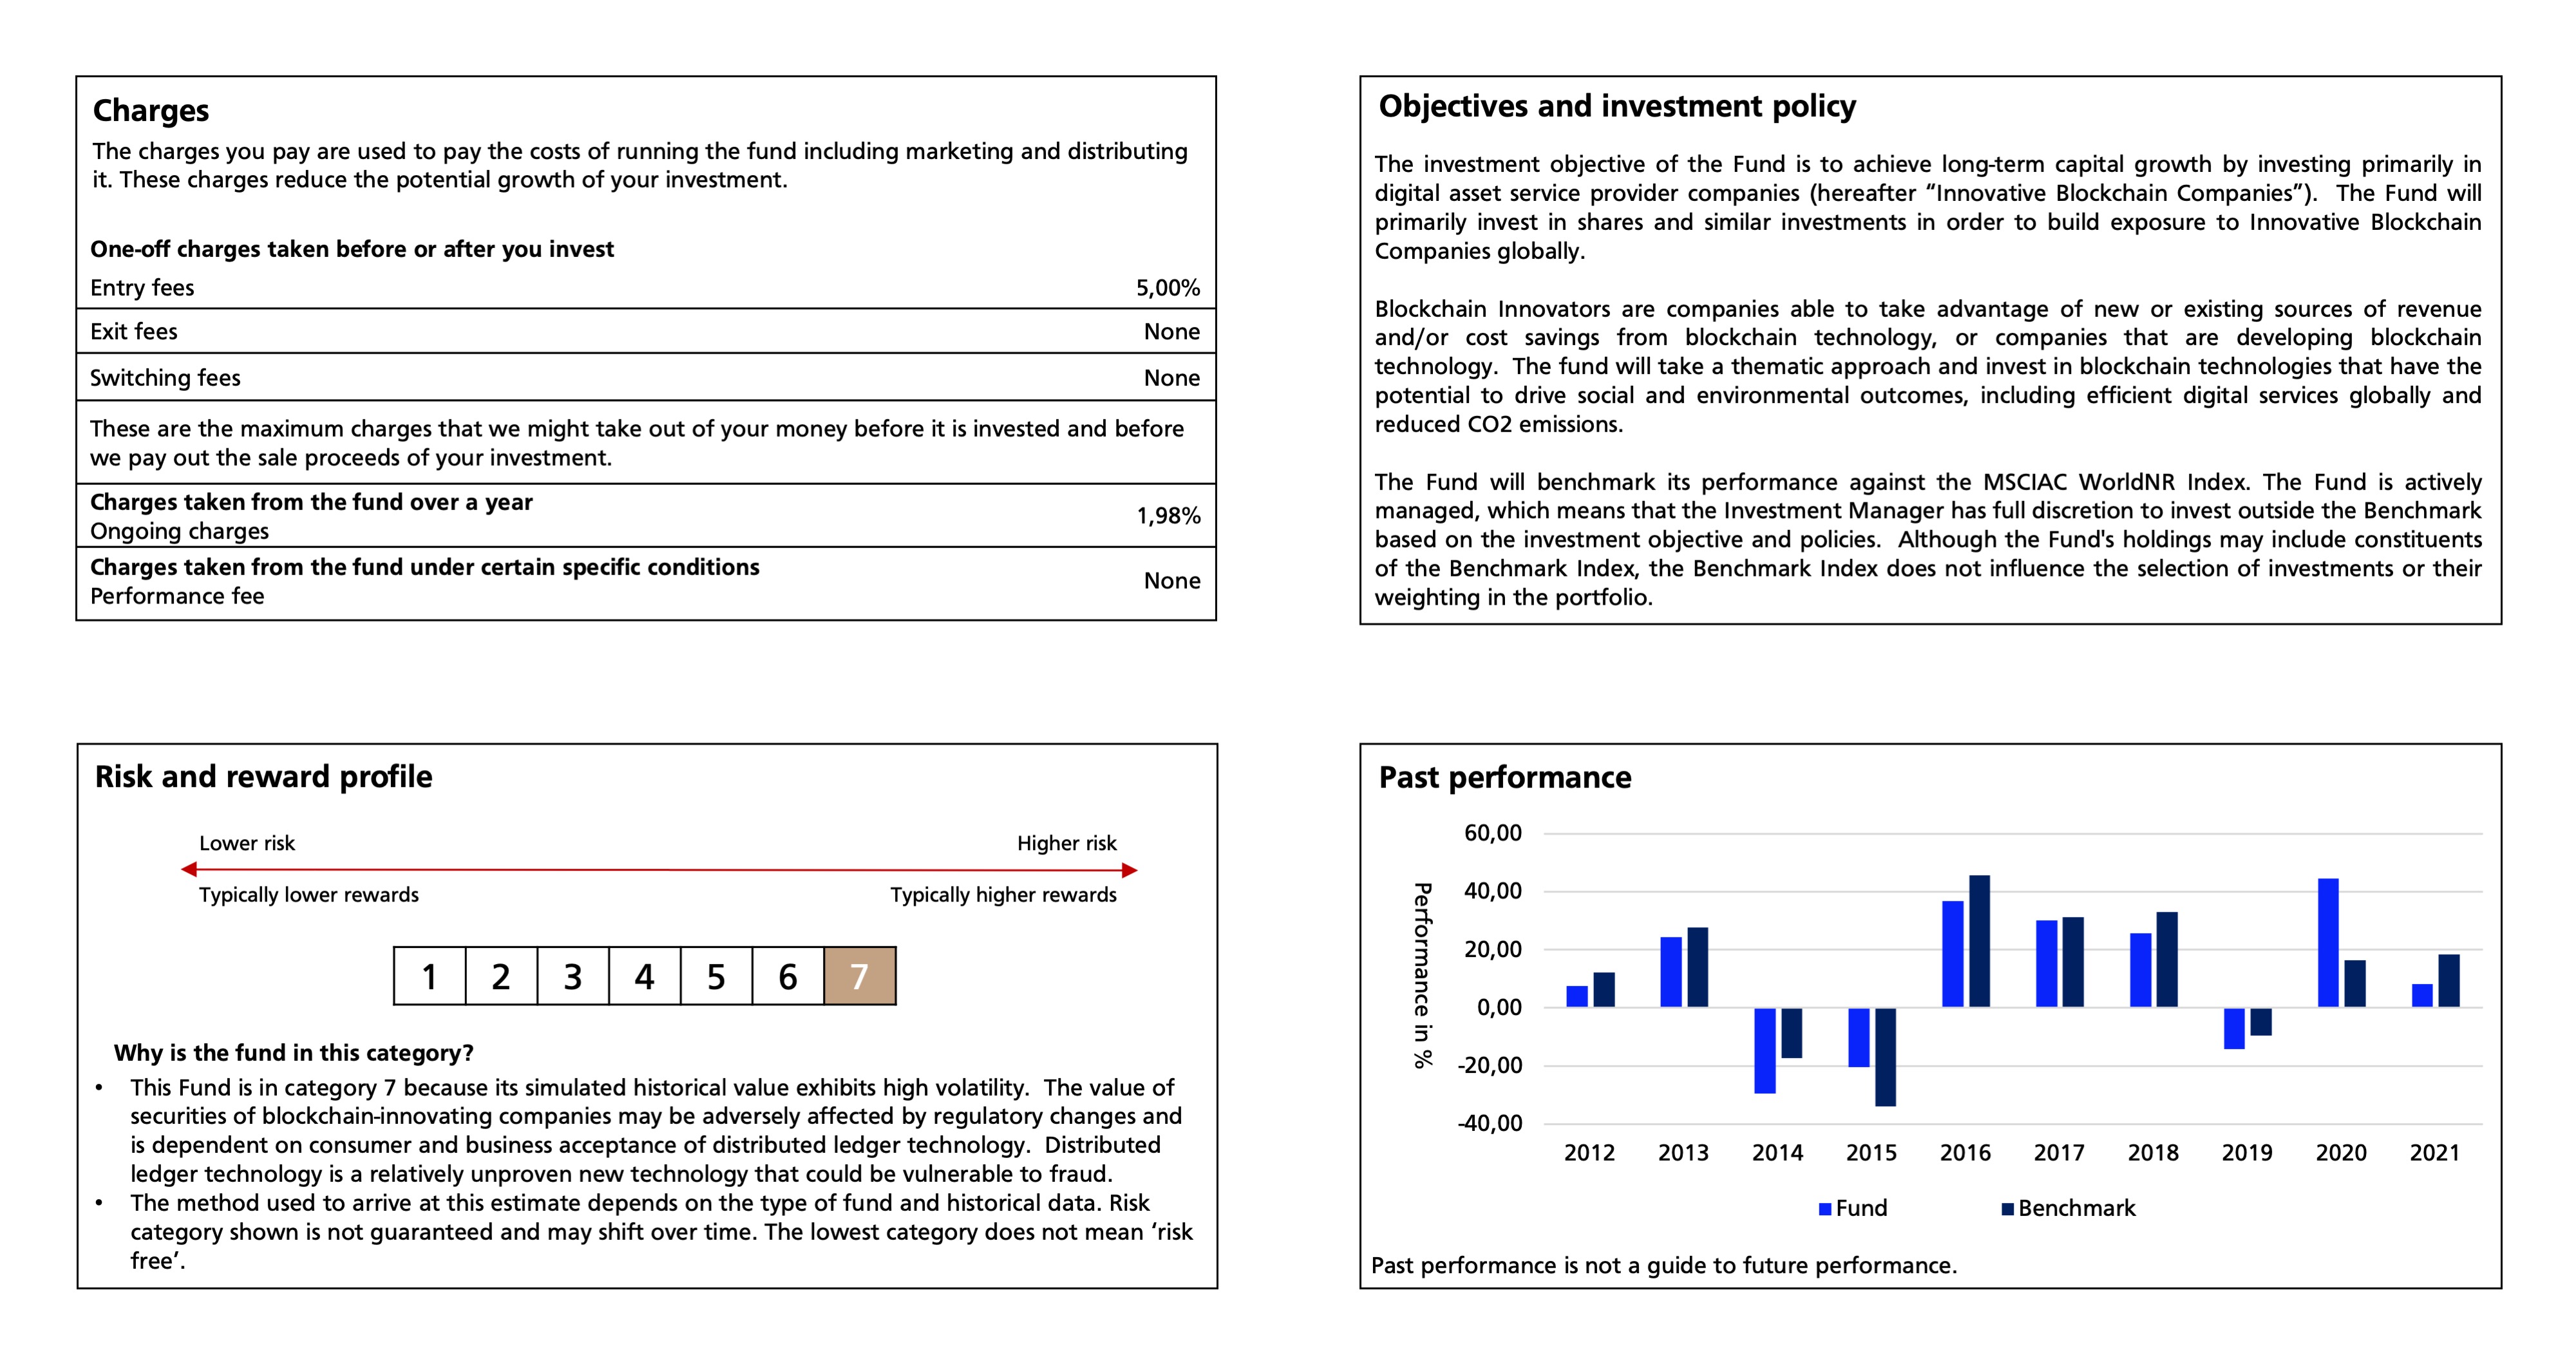 Charges
The charges you pay are used to pay the costs of running the fund including marketing and distributing
it. These charges reduce the potential growth of your investment.
One-off charges taken before or after you invest
Entry fees 5,00%
Exit fees None
Switching fees None
These are the maximum charges that we might take out of your money before it is invested and before
we pay out the sale proceeds of your investment.
Charges taken from the fund over a year
Ongoing charges 1,98%
Charges taken from the fund under certain specific conditions
Performance fee None
Objectives and investment policy
The investment objective of the Fund is to achieve long-term capital growth by investing primarily in
digital asset service provider companies (hereafter “Innovative Blockchain Companies”). The Fund will
primarily invest in shares and similar investments in order to build exposure to Innovative Blockchain
Companies globally.
Blockchain Innovators are companies able to take advantage of new or existing sources of revenue
and/or cost savings from blockchain technology, or companies that are developing blockchain
technology. The fund will take a thematic approach and invest in blockchain technologies that have the
potential to drive social and environmental outcomes, including efficient digital services globally and
reduced CO2 emissions.
The Fund will benchmark its performance against the MSCIAC WorldNR Index. The Fund is actively
managed, which means that the Investment Manager has full discretion to invest outside the Benchmark
based on the investment objective and policies. Although the Fund's holdings may include constituents
of the Benchmark Index, the Benchmark Index does not influence the selection of investments or their
weighting in the portfolio.
Risk and reward profile
Lower risk Higher risk
Typically lower rewards Typically higher rewards
1 2 3 4 5 6 7
Why is the fund in this category?
• This Fund is in category 7 because its simulated historical value exhibits high volatility. The value of
securities of blockchain-innovating companies may be adversely affected by regulatory changes and
is dependent on consumer and business acceptance of distributed ledger technology. Distributed
ledger technology is a relatively unproven new technology that could be vulnerable to fraud.
• The method used to arrive at this estimate depends on the type of fund and historical data. Risk
category shown is not guaranteed and may shift over time. The lowest category does not mean ‘risk
free’.
Past performance
Performance in %
60,00
40,00
20,00
0,00
-20,00
-40,00
2012 2013 2014 2015 2016 2017 2018 2019 2020 2021
Fund Benchmark
Past performance is not a guide to future performance.